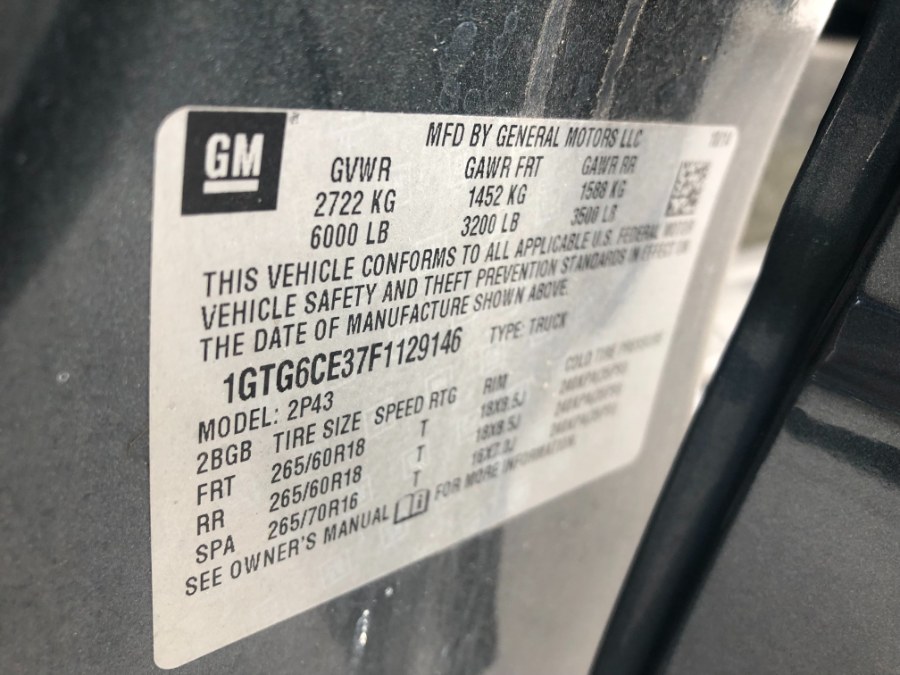 GM
MFD BY GENERAL MOTORS LLC
GVWR GAWR FRT GAWR RR
2722 KG 1452 KG 1588 KG
6000 LB 3200 LB 3500 LB
THIS VEHICLE CONFORMS TO ALL APPLICABLE U.S. FEDERAL MOTOR
VEHICLE SAFETY AND THEFT PREVENTION STANDARDS IN EFFECT ON
THE DATE OF MANUFACTURE SHOWN ABOVE.
1GTG6CE37F1129146 TYPE: TRUCK
MODEL: 2P43
2BGB TIRE SIZE SPEED RTG RIM COLD TIRE PRESSURE
FRT 265/60R18 T 18X8.5J
RR 265/60R18 T 18X8.5J
SPA 265/70R16 T 16X7.0J
SEE OWNER'S MANUAL FOR MORE INFORMATION